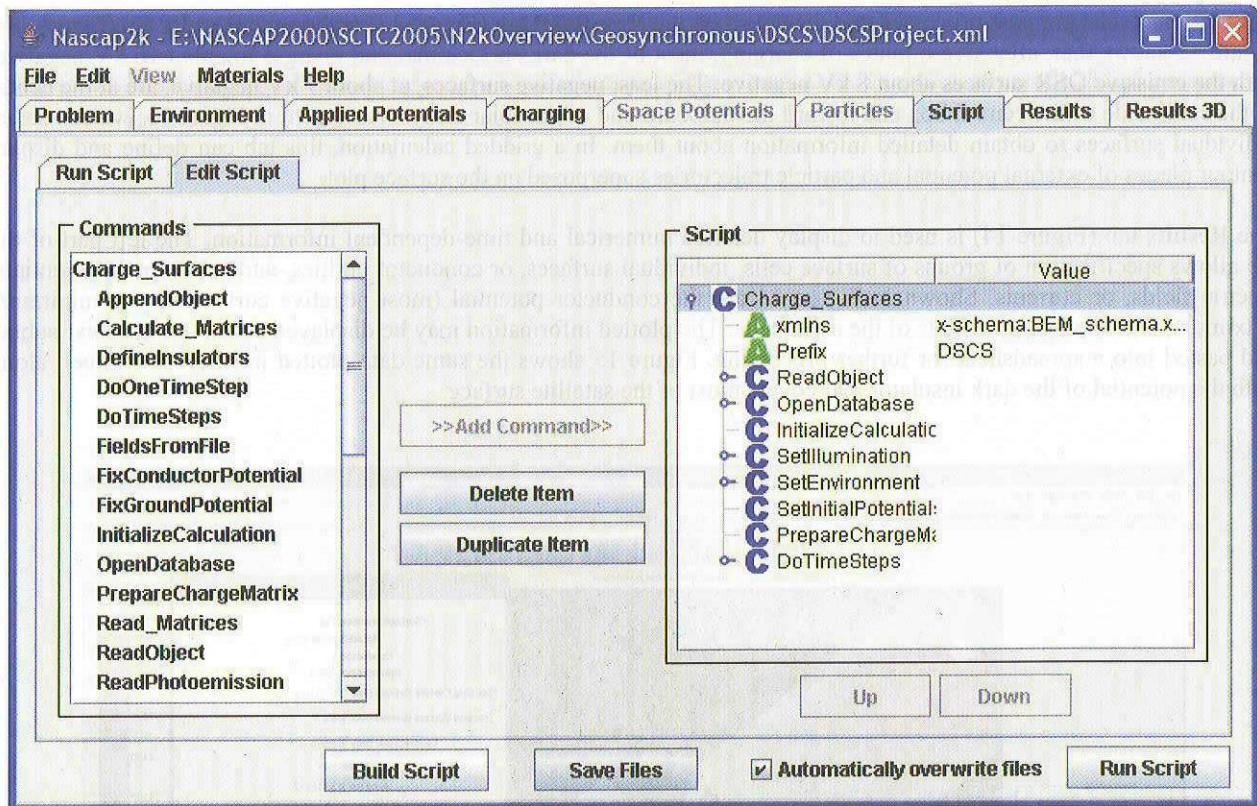 Nascap2k - E:\NASCAP2000\SCTC2005\N2kOverview\Geosynchronous\DSCS\DSCSProject.xml
File Edit View Materials Help
Problem Environment Applied Potentials Charging Space Potentials Particles Script Results Results 3D
Run Script Edit Script
Commands
Charge_Surfaces
AppendObject
Calculate_Matrices
DefineInsulators
DoOneTimeStep
DoTimeSteps
FieldsFromFile
FixConductorPotential
FixGroundPotential
InitializeCalculation
OpenDatabase
PrepareChargeMatrix
Read_Matrices
ReadObject
ReadPhotoemission
>>Add Command>>
Delete Item
Duplicate Item
Script
Value
C Charge_Surfaces
A xmlns x-schema:BEM_schema.x...
A Prefix DSCS
C ReadObject
C OpenDatabase
C InitializeCalculatic
C SetIllumination
C SetEnvironment
C SetInitialPotentials
C PrepareChargeMa
C DoTimeSteps
Up Down
Build Script Save Files Automatically overwrite files Run Script